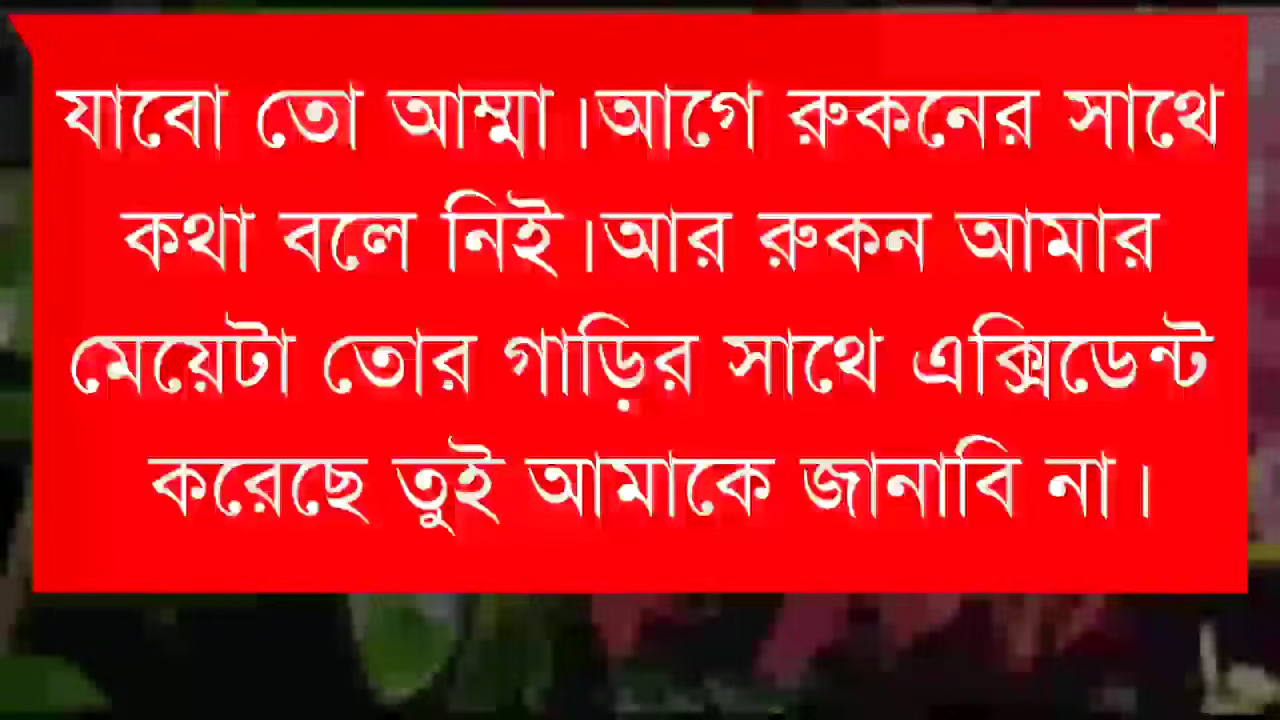 যাবো তো আম্মা।আগে রুকনের সাথে
কথা বলে নিই।আর রুকন আমার
মেয়েটা তোর গাড়ির সাথে এক্সিডেন্ট
করেছে তুই আমাকে জানাবি না।